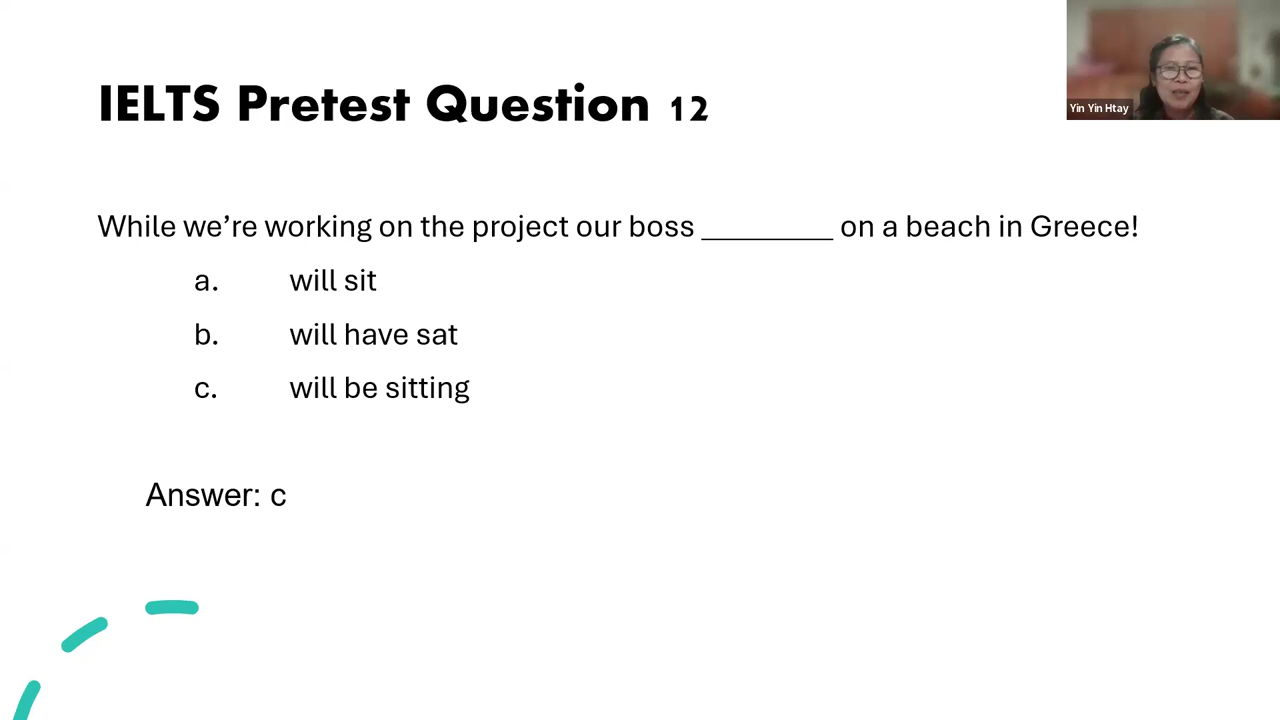 IELTS Pretest Question 12
Yin Yin Htay
While we’re working on the project our boss _________ on a beach in Greece!
a. will sit
b. will have sat
c. will be sitting
Answer: c